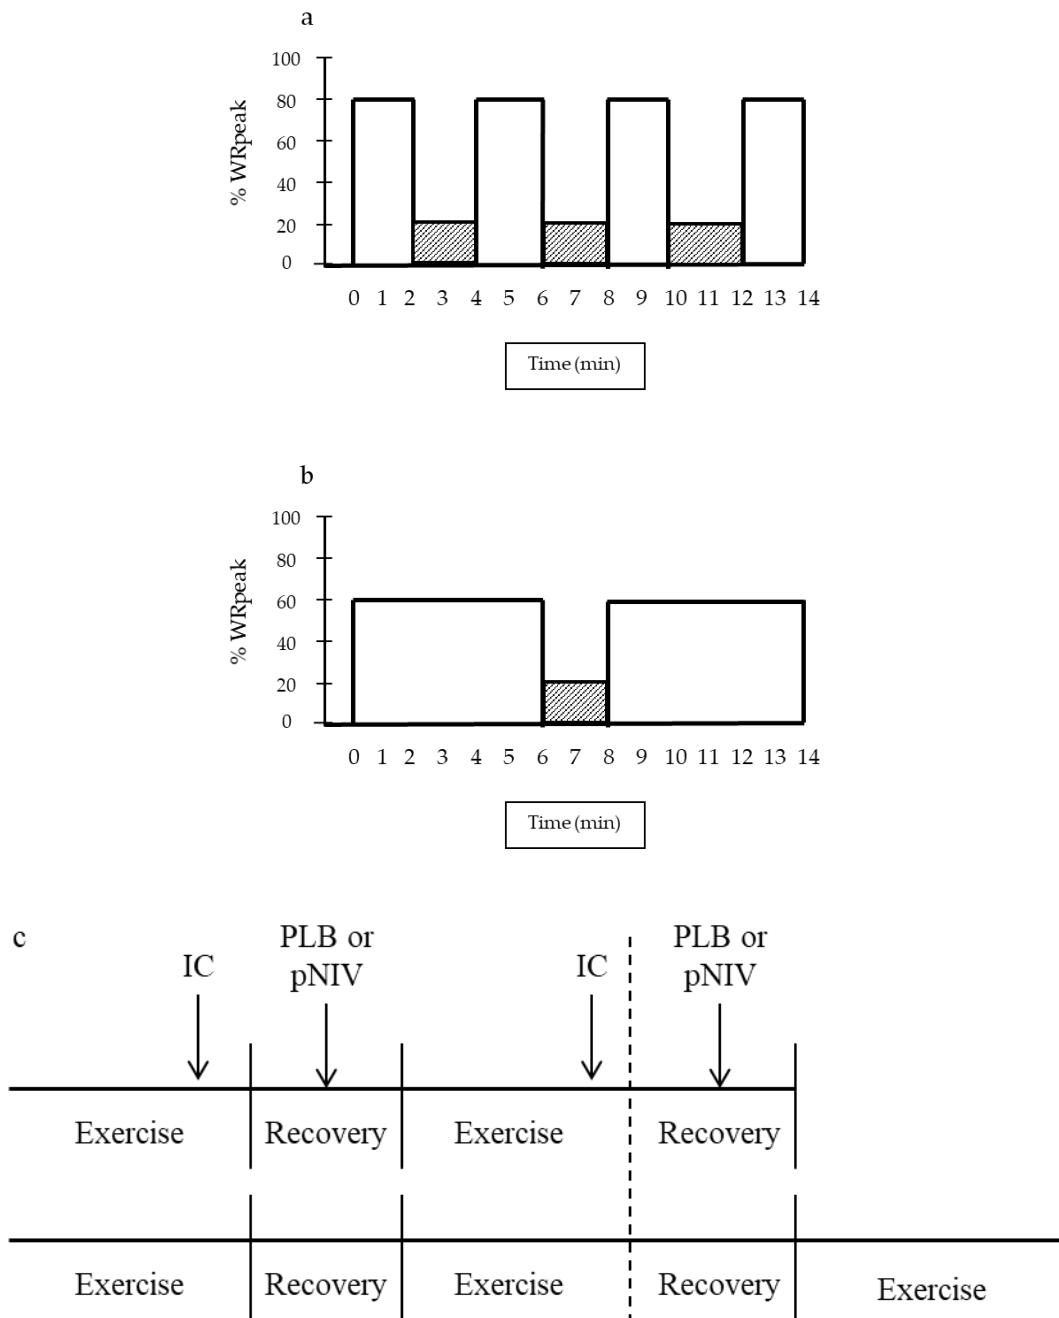 a
100
80
60
40
20
0
% WRpeak
0 1 2 3 4 5 6 7 8 9 10 11 12 13 14
Time (min)
b
100
80
60
40
20
0
% WRpeak
0 1 2 3 4 5 6 7 8 9 10 11 12 13 14
Time (min)
c
IC
PLB or
pNIV
IC
PLB or
pNIV
Exercise Recovery Exercise Recovery
Exercise Recovery Exercise Recovery Exercise